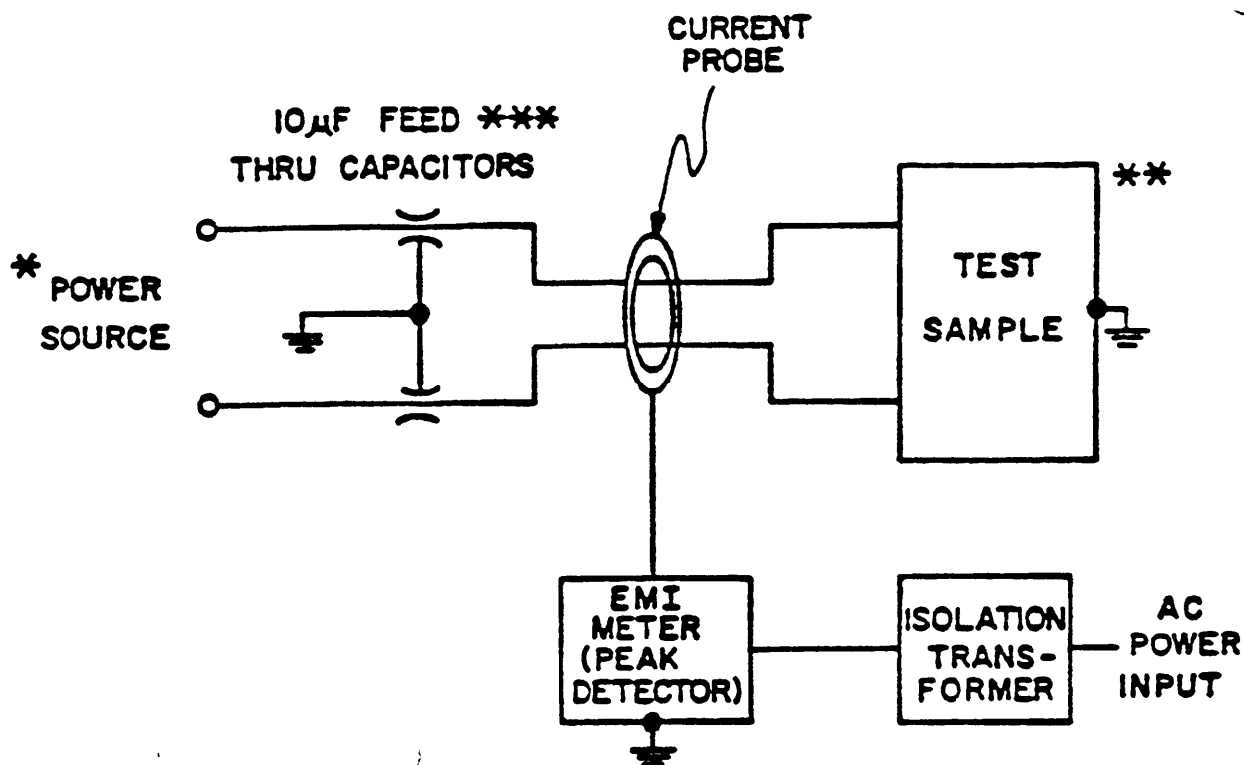 CURRENT
PROBE
10µF FEED ***
THRU CAPACITORS
**
*
POWER
SOURCE
TEST
SAMPLE
EMI
METER
(PEAK
DETECTOR)
ISOLATION
TRANS-
FORMER
AC
POWER
INPUT